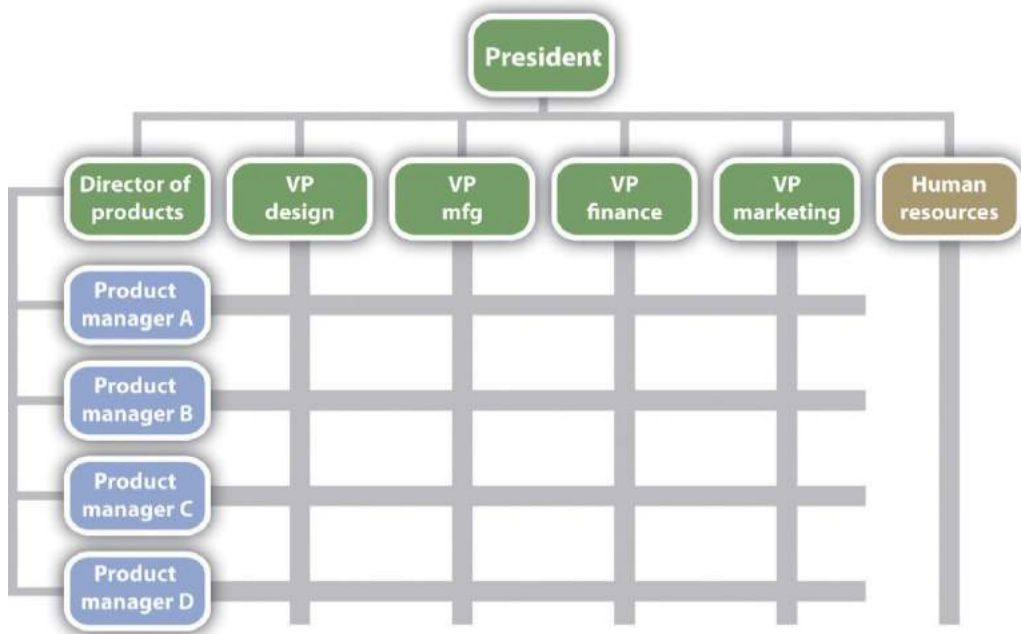 President
Director of
products
VP
design
VP
mfg
VP
finance
VP
marketing
Human
resources
Product
manager A
Product
manager B
Product
manager C
Product
manager D